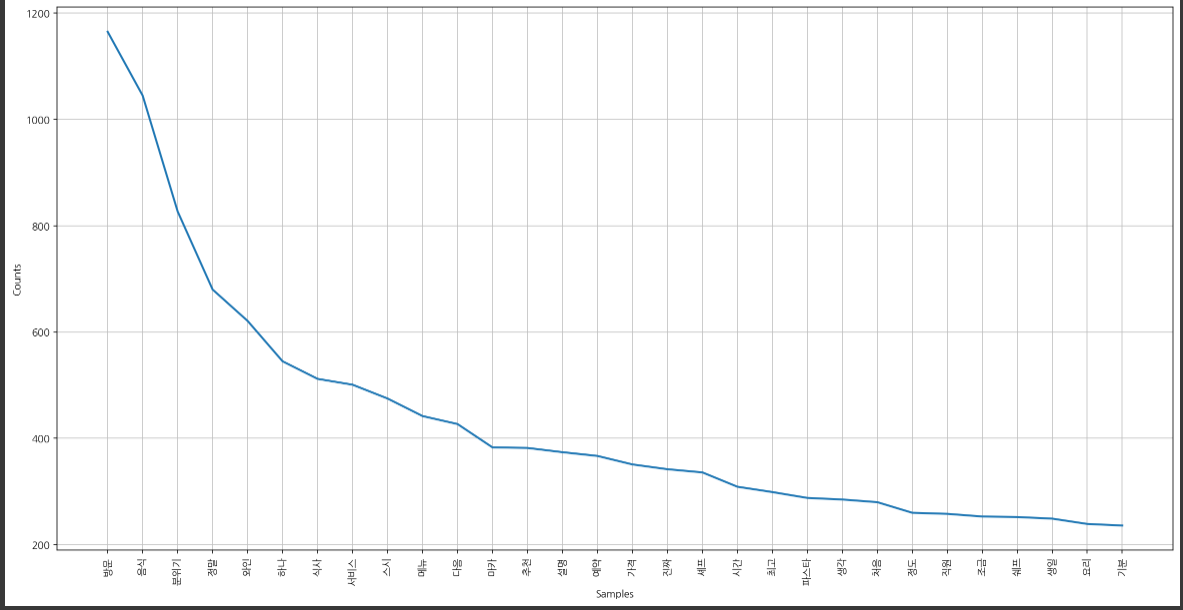 1200
1000
800
600
400
200
Counts
방문
음식
분위기
정말
와인
하나
식사
서비스
스시
메뉴
다음
마카
추천
설명
예약
가격
진짜
셰프
시간
최고
파스타
생각
처음
정도
직원
조금
쉐프
생일
요리
기분
Samples